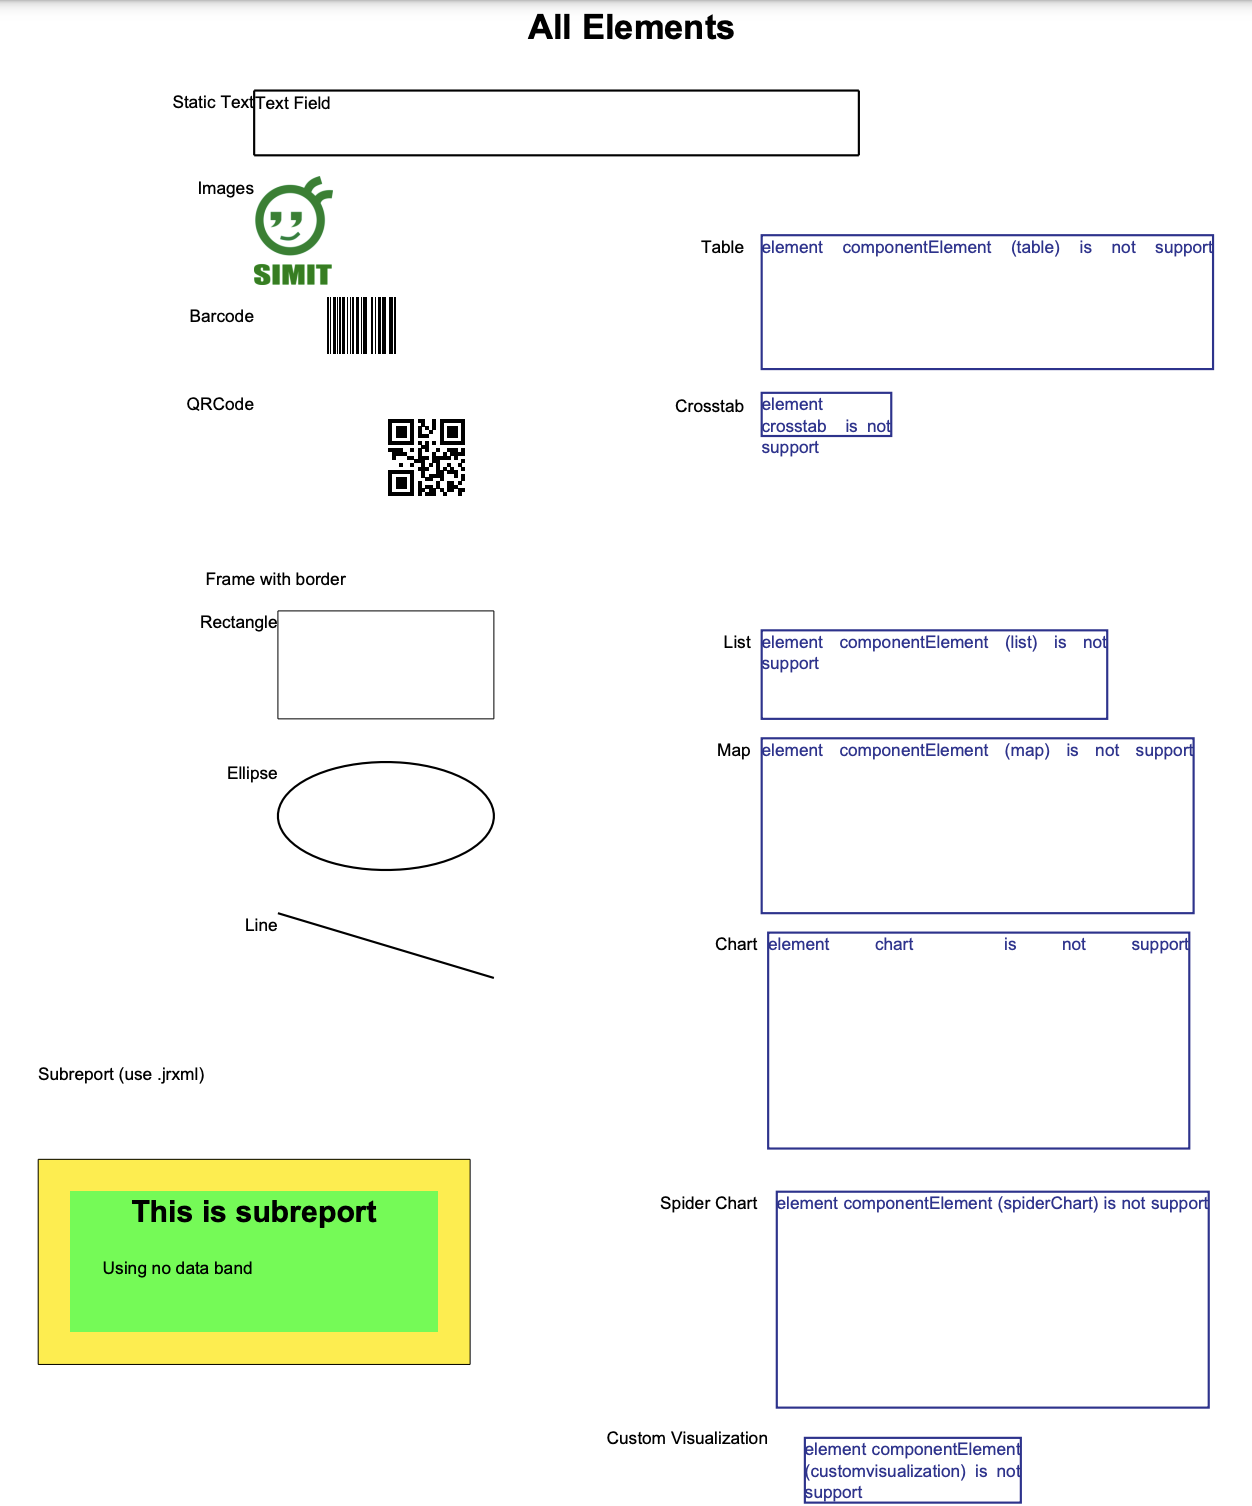 All Elements
Static Text
Text Field
Images
SIMIT
Barcode
QRCode
Frame with border
Rectangle
Ellipse
Line
Subreport (use .jrxml)
This is subreport
Using no data band
Table
element componentElement (table) is not support
Crosstab
element
crosstab is not
support
List
element componentElement (list) is not
support
Map
element componentElement (map) is not support
Chart
element chart is not support
Spider Chart
element componentElement (spiderChart) is not support
Custom Visualization
element componentElement
(customvisualization) is not
support